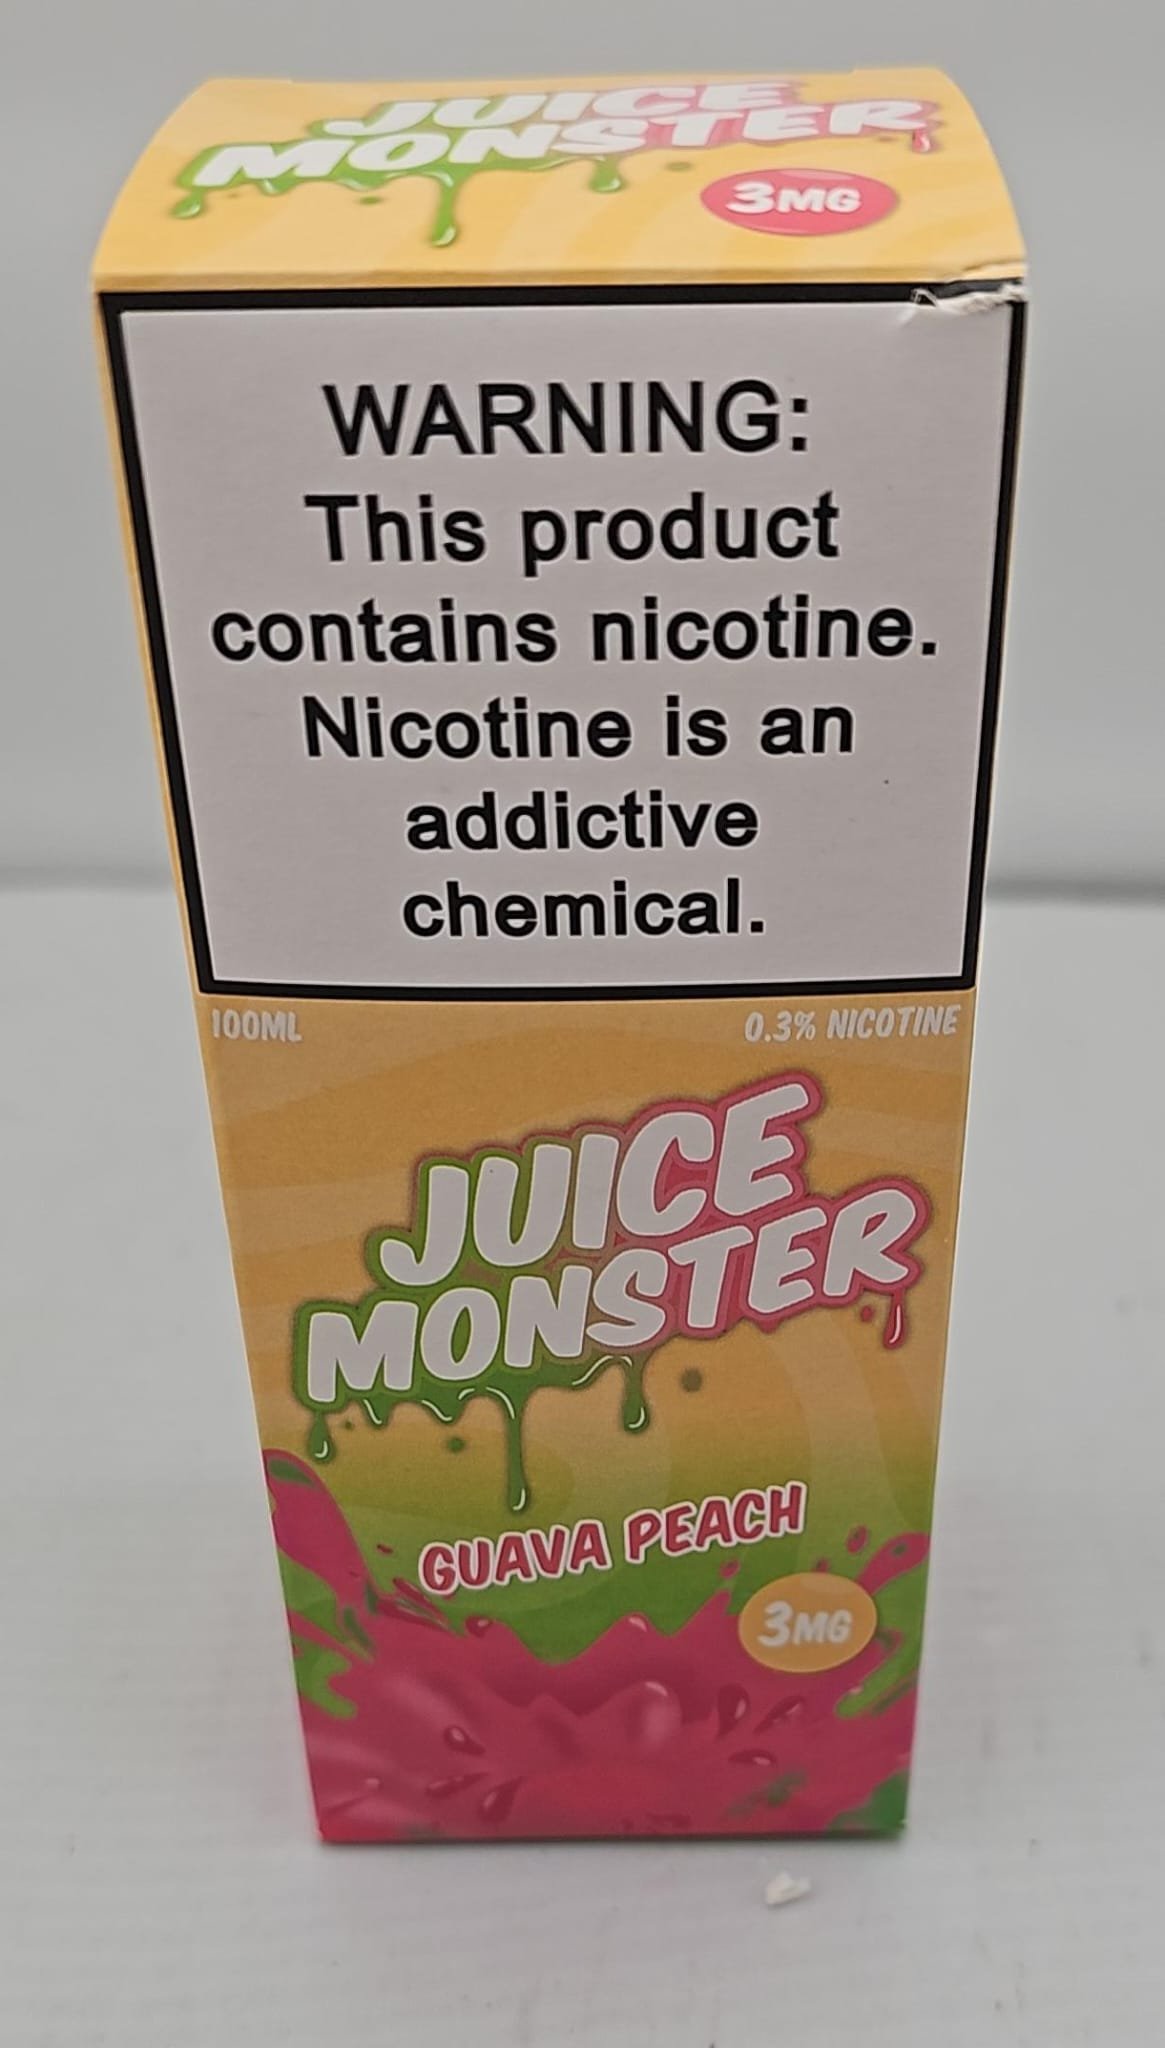 JUICE
MONSTER
3MG
WARNING:
This product
contains nicotine.
Nicotine is an
addictive
chemical.
100ML
0.3% NICOTINE
JUICE
MONSTER
GUAVA PEACH
3MG